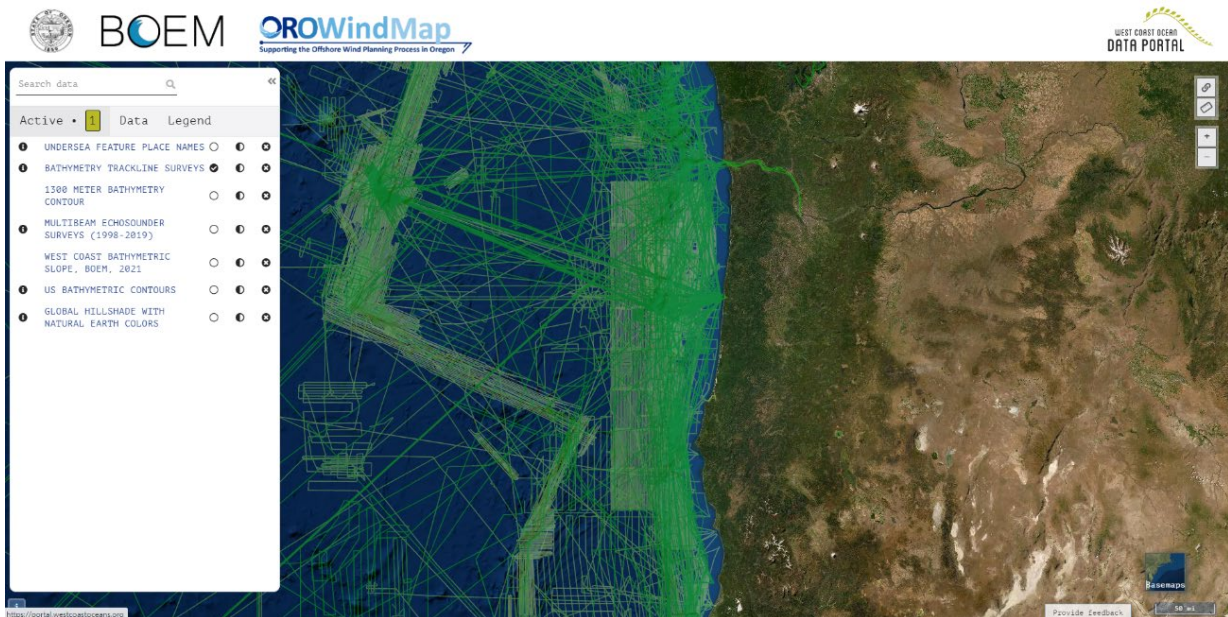 BOEM
OROWindMap
Supporting the Offshore Wind Planning Process in Oregon
WEST COAST OCEAN
DATA PORTAL
Search data
Active • 1 Data Legend
UNDERSEA FEATURE PLACE NAMES
BATHYMETRY TRACKLINE SURVEYS
1300 METER BATHYMETRY
CONTOUR
MULTIBEAM ECHOSOUNDER
SURVEYS (1998-2019)
WEST COAST BATHYMETRIC
SLOPE, BOEM, 2021
US BATHYMETRIC CONTOURS
GLOBAL HILLSHADE WITH
NATURAL EARTH COLORS
Basemaps
https://portal.westcoastoceans.org
Provide feedback
50 mi